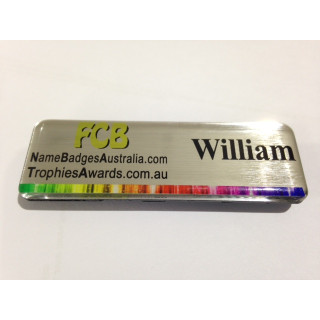 FCB
NameBadgesAustralia.com
TrophiesAwards.com.au
William